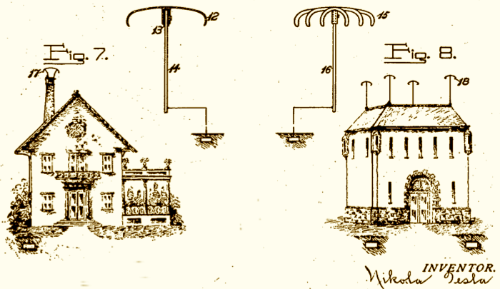 12
13
14
15
16
Fig. 7.
17
Fig. 8.
18
INVENTOR.
Nikola Tesla